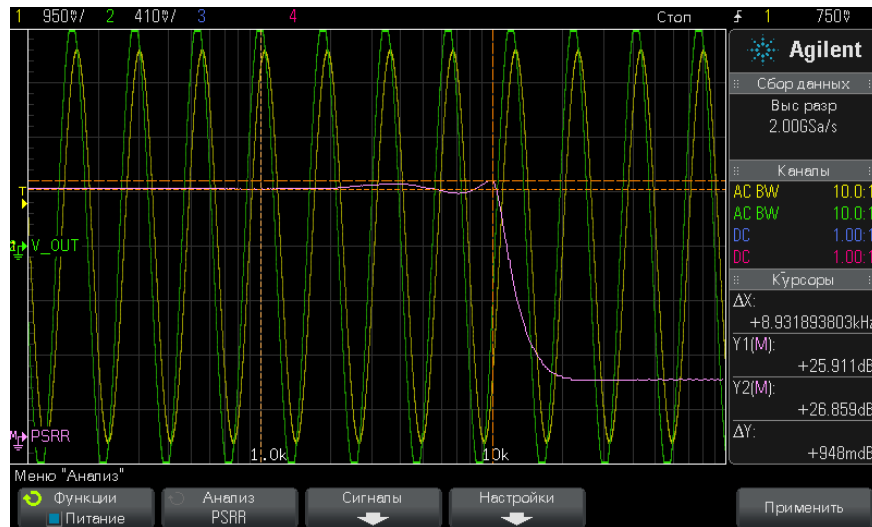 1 950V/ 2 410V/ 3 4 Стоп 1 750V
Agilent
Сбор данных
Выс разр
2.00GSa/s
Каналы
AC BW 10.0:1
AC BW 10.0:1
DC 1.00:1
DC 1.00:1
Курсоры
ΔX:
+8.931893803kHz
Y1(M):
+25.911dB
Y2(M):
+26.859dB
ΔY:
+948mdB
T
V_OUT
PSRR
1.0k 10k
Меню "Анализ"
Функции
Питание
Анализ
PSRR
Сигналы
Настройки
Применить